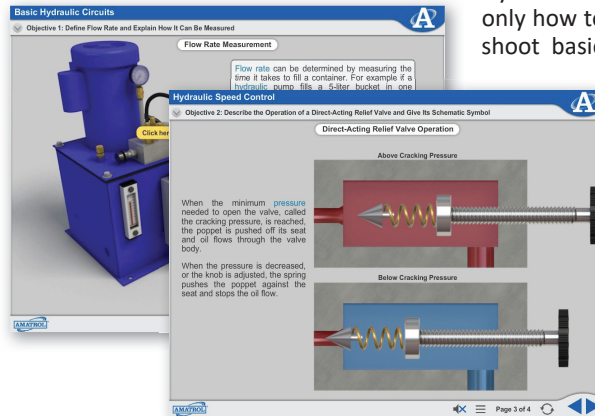 only how to
shoot basic
Basic Hydraulic Circuits
Objective 1: Define Flow Rate and Explain How It Can Be Measured
Flow Rate Measurement
Flow rate can be determined by measuring the
time it takes to fill a container. For example if a
hydraulic pump fills a 5-liter bucket in one
Click her
AMATROL
Hydraulic Speed Control
Objective 2: Describe the Operation of a Direct-Acting Relief Valve and Give Its Schematic Symbol
Direct-Acting Relief Valve Operation
Above Cracking Pressure
When the minimum pressure
needed to open the valve, called
the cracking pressure, is reached,
the poppet is pushed off its seat
and oil flows through the valve
body.
When the pressure is decreased,
or the knob is adjusted, the spring
pushes the poppet against the
seat and stops the oil flow.
Below Cracking Pressure
AMATROL
Page 3 of 4